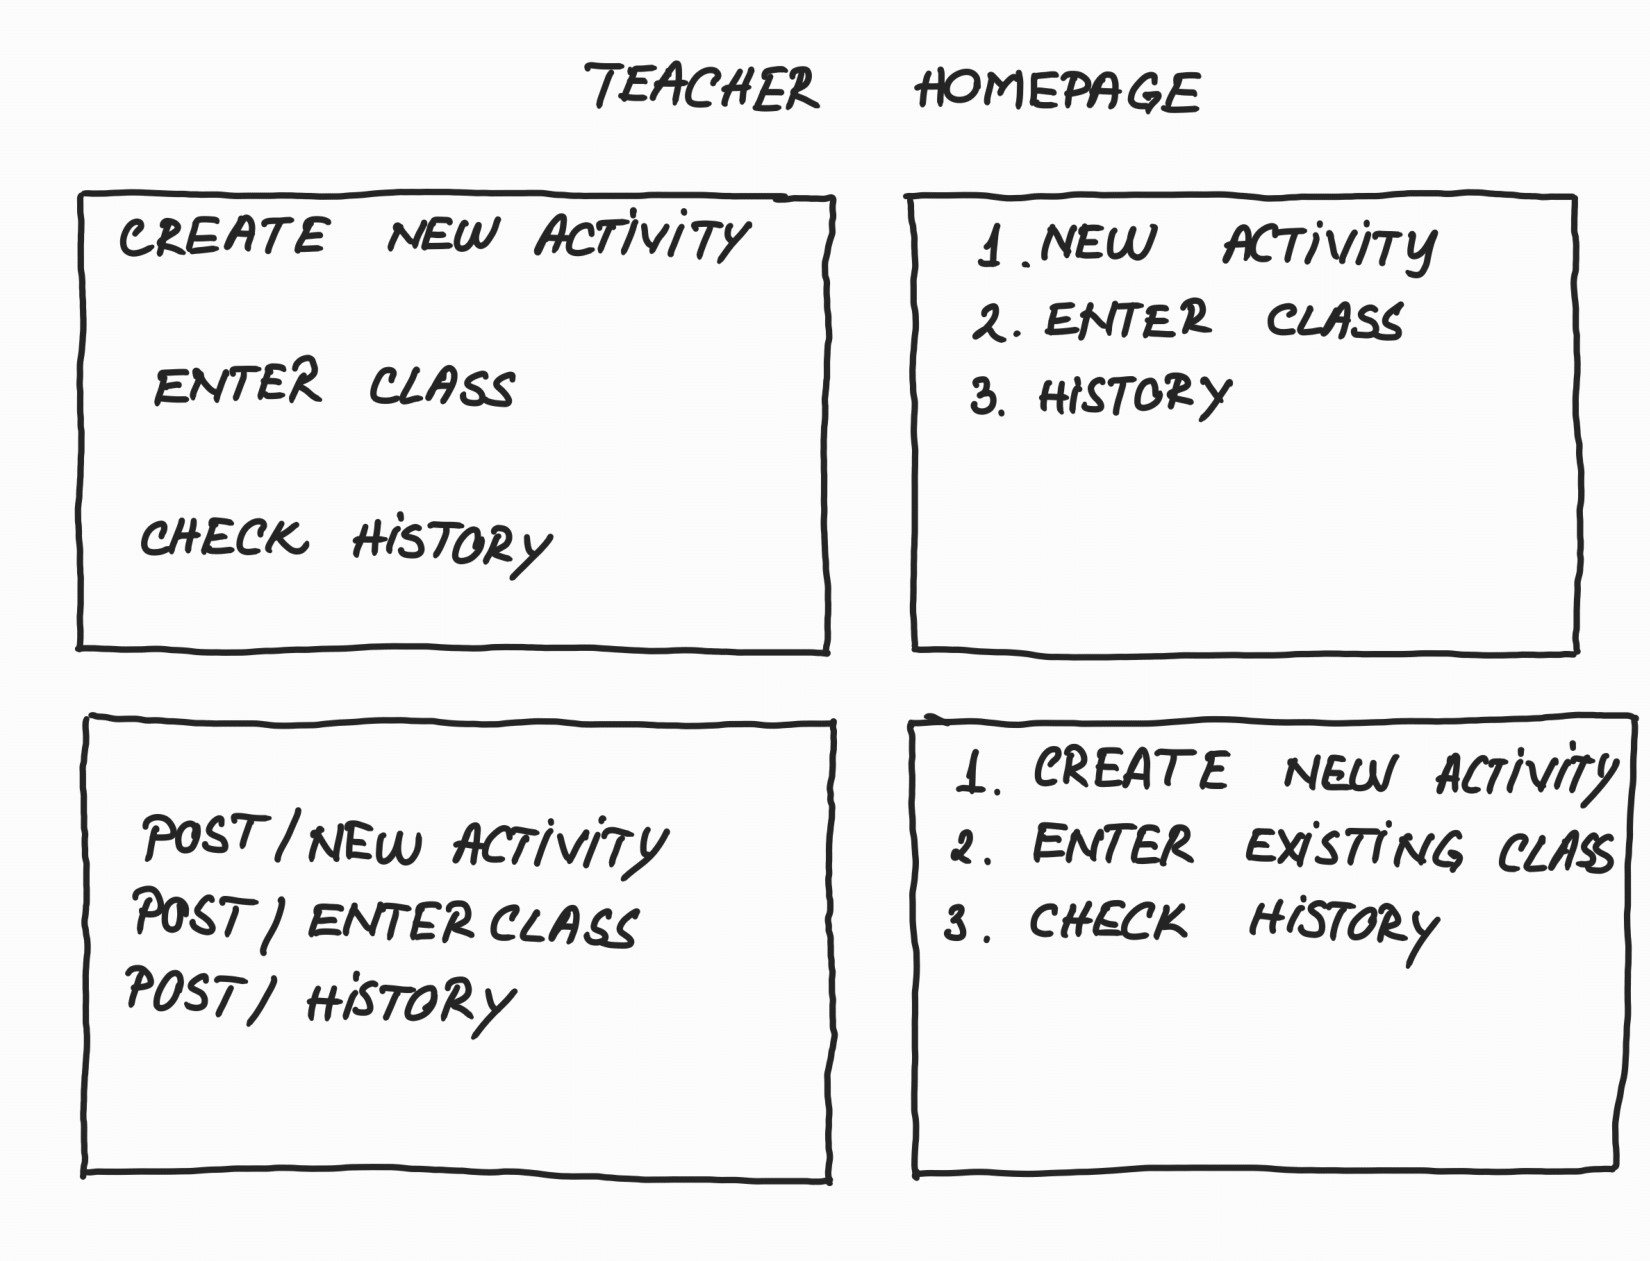 TEACHER HOMEPAGE
CREATE NEW ACTiViTY
ENTER CLASS
CHECK HiSTORY
1. NEW ACTiViTY
2. ENTER CLASS
3. HiSTORY
POST/NEW ACTiViTY
POST/ ENTER CLASS
POST/ HiSTORY
1. CREATE NEW ACTiViTY
2. ENTER EXiSTiNG CLASS
3. CHECK HiSTORY